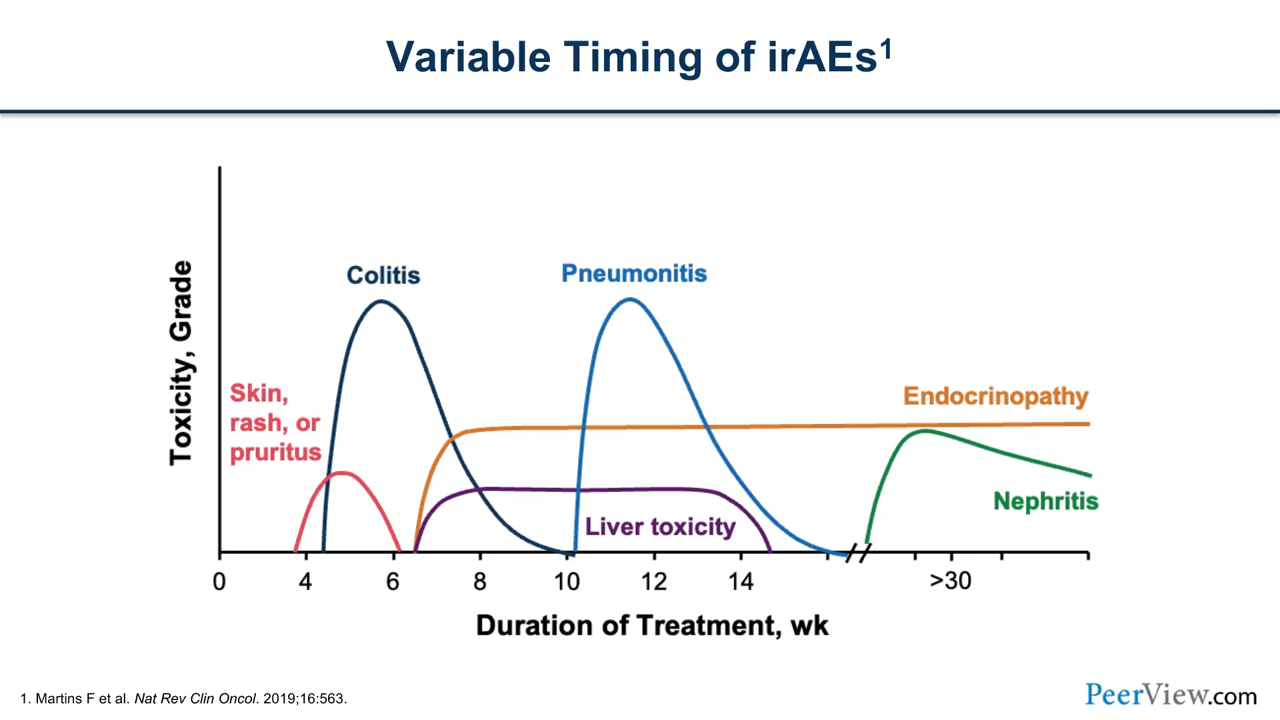 Variable Timing of irAEs¹
Toxicity, Grade
Colitis
Pneumonitis
Skin,
rash, or
pruritus
Endocrinopathy
Nephritis
Liver toxicity
0 4 6 8 10 12 14 >30
Duration of Treatment, wk
1. Martins F et al. Nat Rev Clin Oncol. 2019;16:563.
PeerView.com